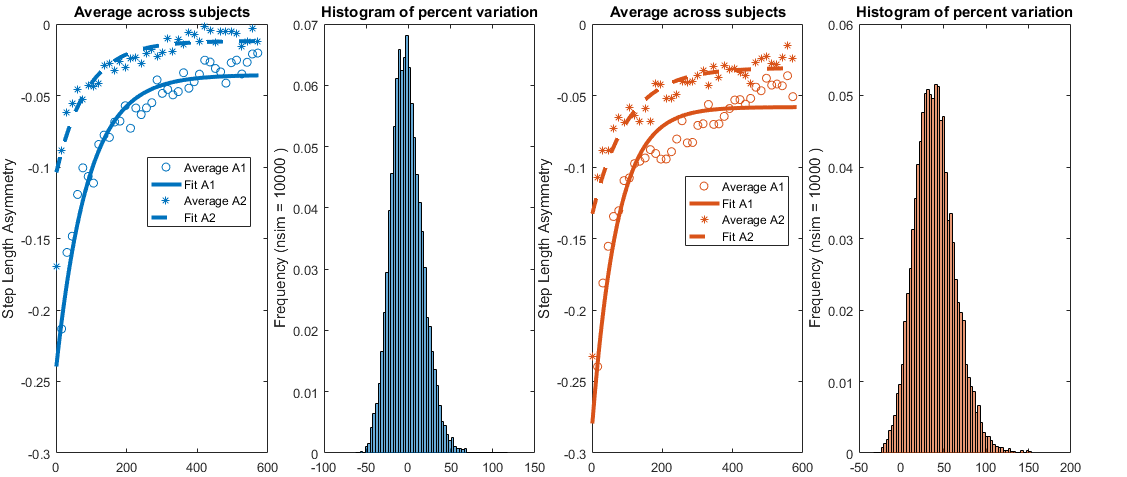 Average across subjects
Step Length Asymmetry
0
-0.05
-0.1
-0.15
-0.2
-0.25
-0.3
0 200 400 600
Average A1
Fit A1
Average A2
Fit A2
Histogram of percent variation
Frequency (nsim = 10000 )
0.07
0.06
0.05
0.04
0.03
0.02
0.01
0
-100 -50 0 50 100 150
Average across subjects
Step Length Asymmetry
0
-0.05
-0.1
-0.15
-0.2
-0.25
-0.3
0 200 400 600
Average A1
Fit A1
Average A2
Fit A2
Histogram of percent variation
Frequency (nsim = 10000 )
0.06
0.05
0.04
0.03
0.02
0.01
0
-50 0 50 100 150 200